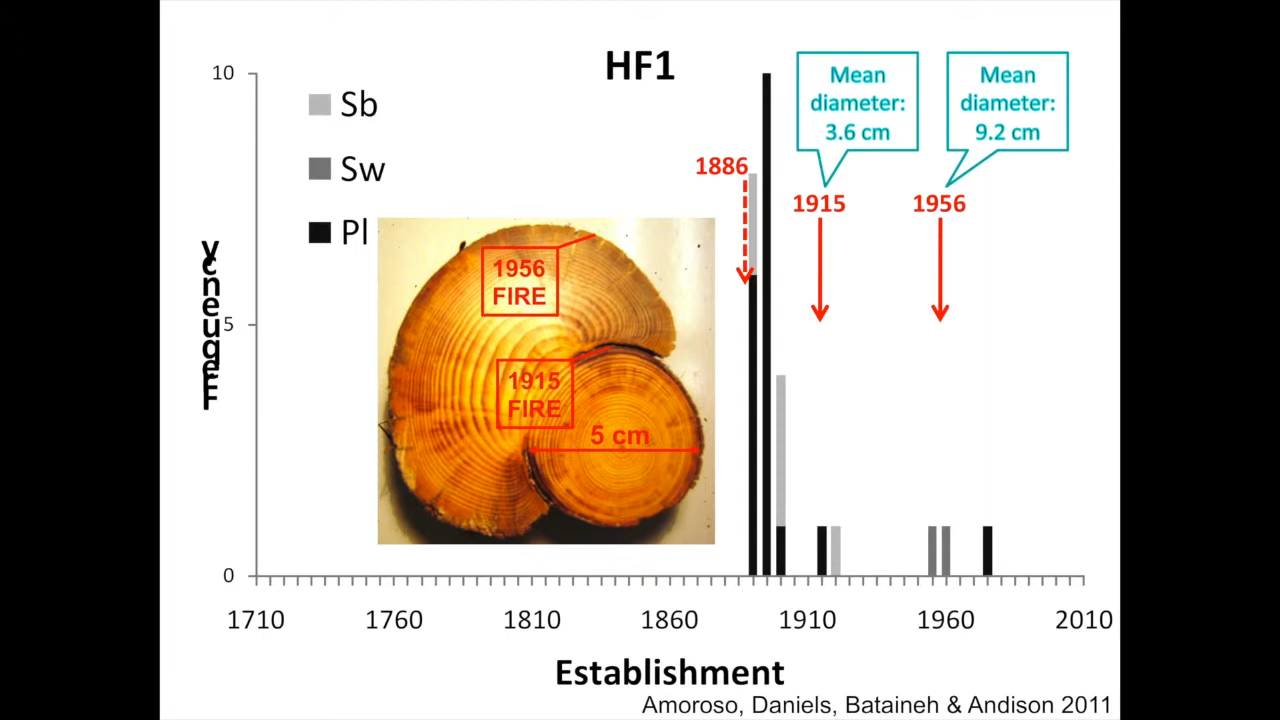 HF1
10
5
0
Frequency
Sb
Sw
Pl
1886
Mean
diameter:
3.6 cm
Mean
diameter:
9.2 cm
1915
1956
1956
FIRE
1915
FIRE
5 cm
1710 1760 1810 1860 1910 1960 2010
Establishment
Amoroso, Daniels, Bataineh & Andison 2011